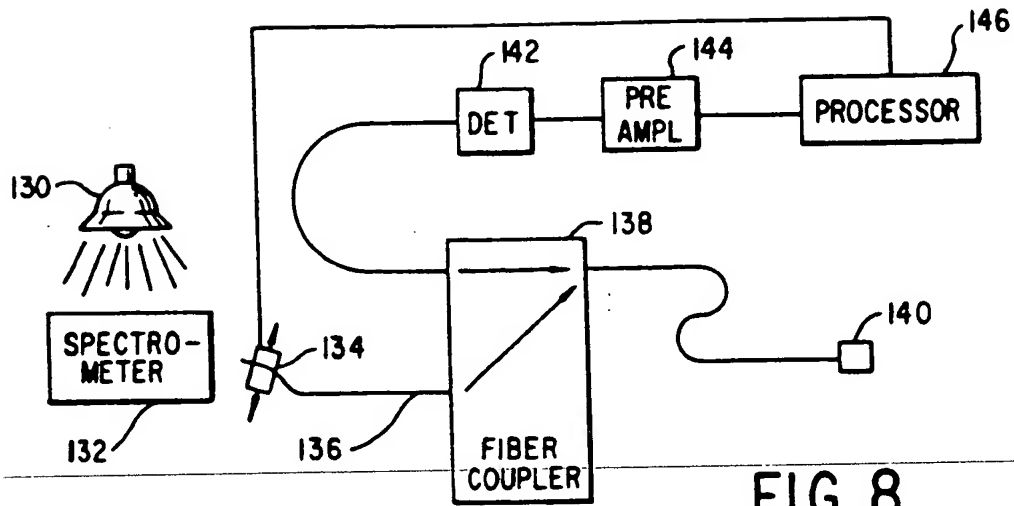 142
144
146
DET
PRE
AMPL
PROCESSOR
130
138
SPECTRO-
METER
134
140
132
136
FIBER
COUPLER
FIG. 8